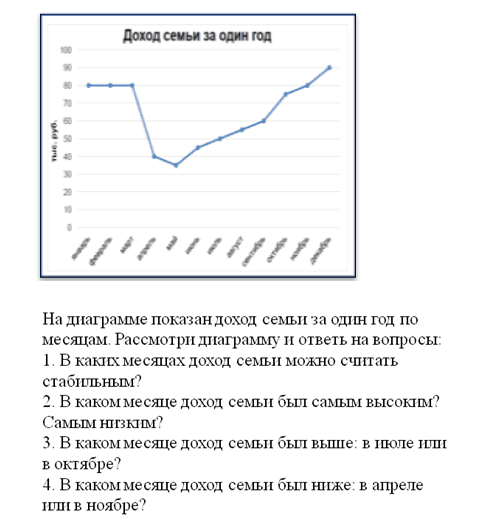 Доход семьи за один год
100
90
80
70
60
50
40
30
20
10
0
тыс. руб.
январь
февраль
март
апрель
май
июнь
июль
август
сентябрь
октябрь
ноябрь
декабрь
На диаграмме показан доход семьи за один год по
месяцам. Рассмотри диаграмму и ответь на вопросы:
1. В каких месяцах доход семьи можно считать
стабильным?
2. В каком месяце доход семьи был самым высоким?
Самым низким?
3. В каком месяце доход семьи был выше: в июле или
в октябре?
4. В каком месяце доход семьи был ниже: в апреле
или в ноябре?